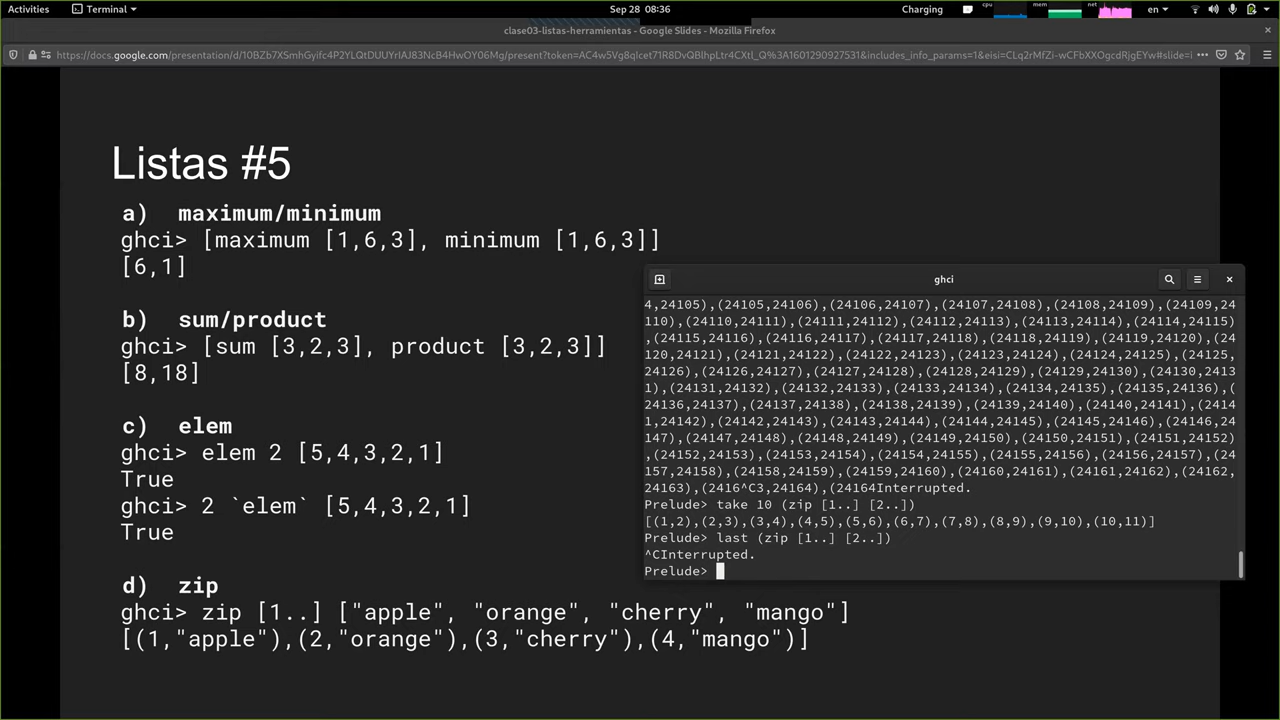 Activities
Terminal
Sep 28 08:36
Charging
cpu
mem
net
en
clase03-listas-herramientas - Google Slides - Mozilla Firefox
Listas #5
a) maximum/minimum
ghci> [maximum [1,6,3], minimum [1,6,3]]
[6,1]
b) sum/product
ghci> [sum [3,2,3], product [3,2,3]]
[8,18]
c) elem
ghci> elem 2 [5,4,3,2,1]
True
ghci> 2 `elem` [5,4,3,2,1]
True
d) zip
ghci> zip [1..] ["apple", "orange", "cherry", "mango"]
[(1,"apple"),(2,"orange"),(3,"cherry"),(4,"mango")]
ghci
4,24105),(24105,24106),(24106,24107),(24107,24108),(24108,24109),(24109,24
110),(24110,24111),(24111,24112),(24112,24113),(24113,24114),(24114,24115)
,(24115,24116),(24116,24117),(24117,24118),(24118,24119),(24119,24120),(24
120,24121),(24121,24122),(24122,24123),(24123,24124),(24124,24125),(24125,
24126),(24126,24127),(24127,24128),(24128,24129),(24129,24130),(24130,2413
1),(24131,24132),(24132,24133),(24133,24134),(24134,24135),(24135,24136),(
24136,24137),(24137,24138),(24138,24139),(24139,24140),(24140,24141),(2414
1,24142),(24142,24143),(24143,24144),(24144,24145),(24145,24146),(24146,24
147),(24147,24148),(24148,24149),(24149,24150),(24150,24151),(24151,24152)
,(24152,24153),(24153,24154),(24154,24155),(24155,24156),(24156,24157),(24
157,24158),(24158,24159),(24159,24160),(24160,24161),(24161,24162),(24162,
24163),(2416^C3,24164),(24164Interrupted.
Prelude> take 10 (zip [1..] [2..])
[(1,2),(2,3),(3,4),(4,5),(5,6),(6,7),(7,8),(8,9),(9,10),(10,11)]
Prelude> last (zip [1..] [2..])
^CInterrupted.
Prelude>